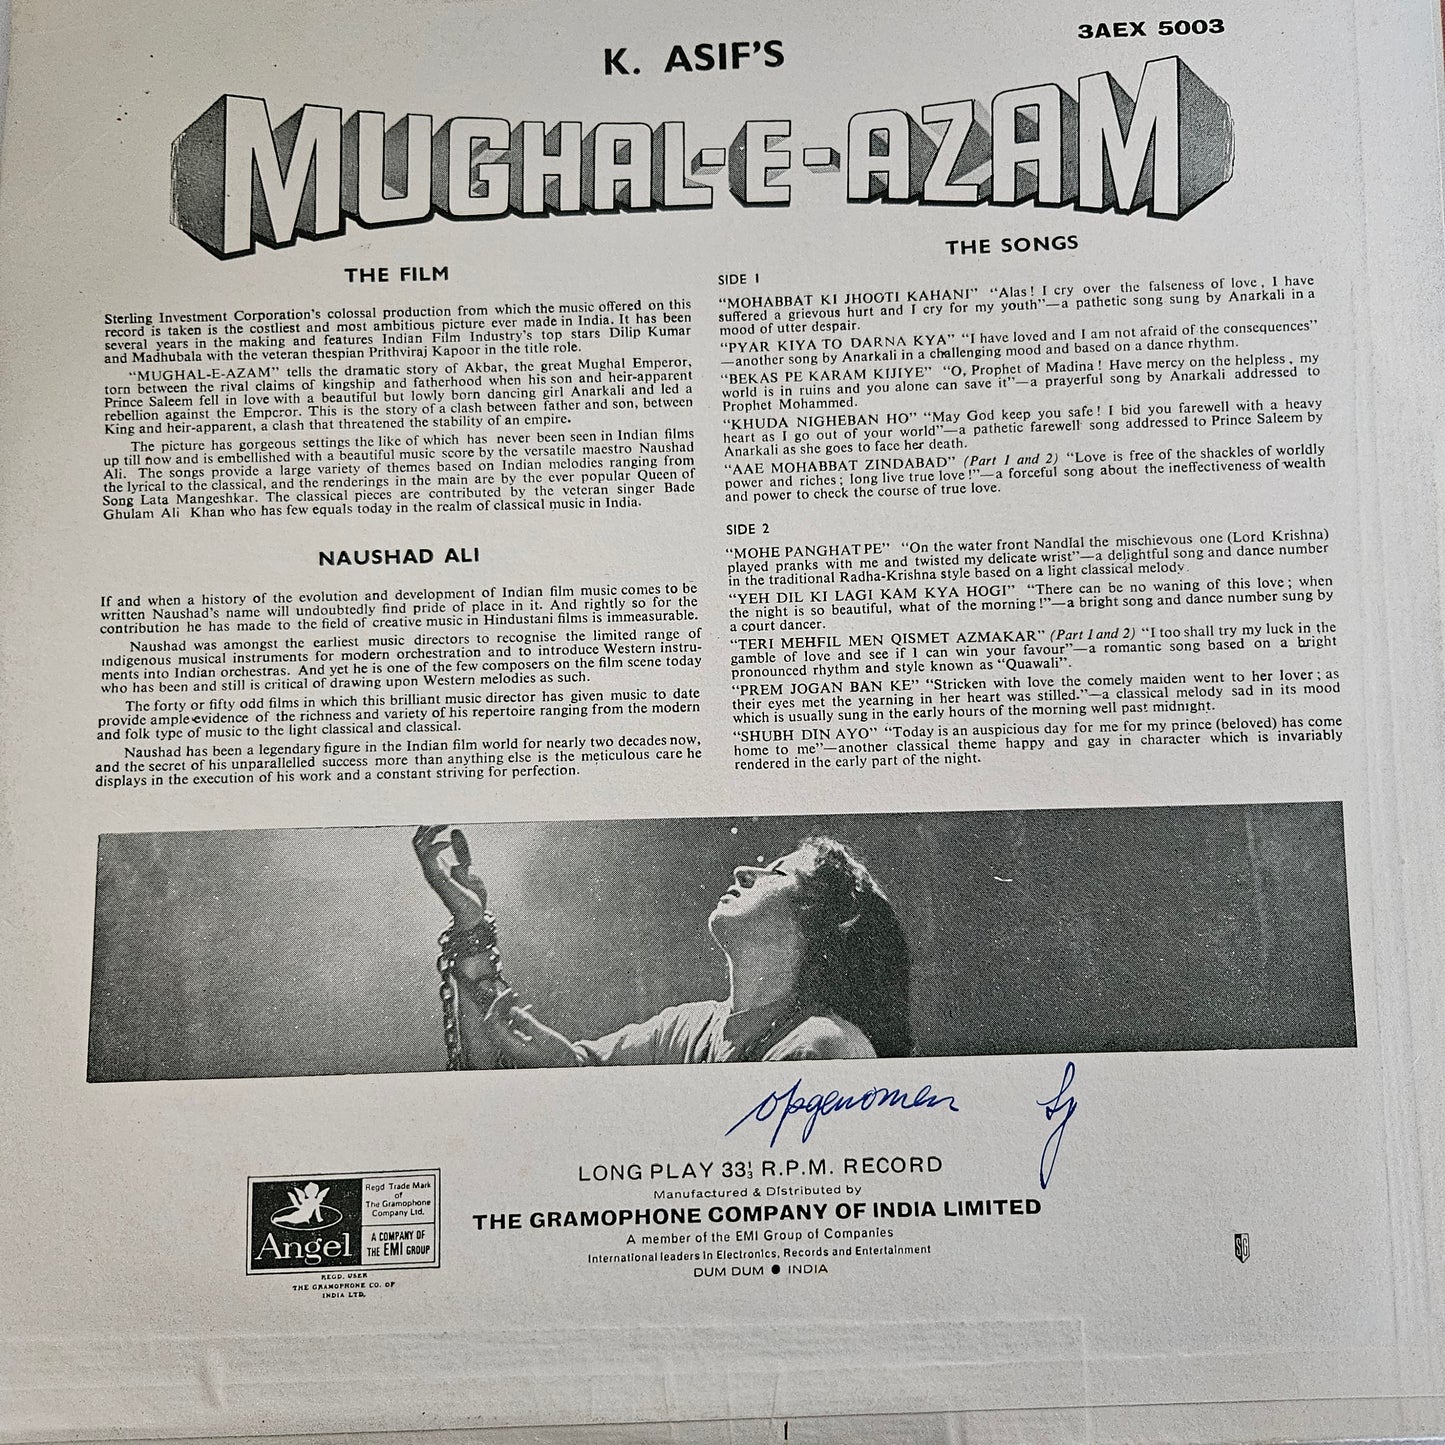 3AEX 5003
K. ASIF'S
MUGHAL-E-AZAM
THE FILM
Sterling Investment Corporation's colossal production from which the music offered on this
record is taken is the costliest and most ambitious picture ever made in India. It has been
several years in the making and features Indian Film Industry's top stars Dilip Kumar
and Madhubala with the veteran thespian Prithviraj Kapoor in the title role.
"MUGHAL-E-AZAM" tells the dramatic story of Akbar, the great Mughal Emperor,
torn between the rival claims of kingship and fatherhood when his son and heir-apparent
Prince Saleem fell in love with a beautiful but lowly born dancing girl Anarkali and led a
rebellion against the Emperor. This is the story of a clash between father and son, between
King and heir-apparent, a clash that threatened the stability of an empire.
The picture has gorgeous settings the like of which has never been seen in Indian films
up till now and is embellished with a beautiful music score by the versatile maestro Naushad
Ali. The songs provide a large variety of themes based on Indian melodies ranging from
the lyrical to the classical, and the renderings in the main are by the ever popular Queen of
Song Lata Mangeshkar. The classical pieces are contributed by the veteran singer Bade
Ghulam Ali Khan who has few equals today in the realm of classical music in India.
NAUSHAD ALI
If and when a history of the evolution and development of Indian film music comes to be
written Naushad's name will undoubtedly find pride of place in it. And rightly so for the
contribution he has made to the field of creative music in Hindustani films is immeasurable.
Naushad was amongst the earliest music directors to recognise the limited range of
indigenous musical instruments for modern orchestration and to introduce Western instru-
ments into Indian orchestras. And yet he is one of the few composers on the film scene today
who has been and still is critical of drawing upon Western melodies as such.
The forty or fifty odd films in which this brilliant music director has given music to date
provide ample evidence of the richness and variety of his repertoire ranging from the modern
and folk type of music to the light classical and classical.
Naushad has been a legendary figure in the Indian film world for nearly two decades now,
and the secret of his unparallelled success more than anything else is the meticulous care he
displays in the execution of his work and a constant striving for perfection.
THE SONGS
SIDE 1
"MOHABBAT KI JHOOTI KAHANI" "Alas! I cry over the falseness of love, I have
suffered a grievous hurt and I cry for my youth"—a pathetic song sung by Anarkali in a
mood of utter despair.
"PYAR KIYA TO DARNA KYA" "I have loved and I am not afraid of the consequences"
—another song by Anarkali in a challenging mood and based on a dance rhythm.
"BEKAS PE KARAM KIJIYE" "O, Prophet of Madina! Have mercy on the helpless, my
world is in ruins and you alone can save it"—a prayerful song by Anarkali addressed to
Prophet Mohammed.
"KHUDA NIGHEBAN HO" "May God keep you safe! I bid you farewell with a heavy
heart as I go out of your world"—a pathetic farewell song addressed to Prince Saleem by
Anarkali as she goes to face her death.
"AAE MOHABBAT ZINDABAD" (Part 1 and 2) "Love is free of the shackles of worldly
power and riches; long live true love!"—a forceful song about the ineffectiveness of wealth
and power to check the course of true love.
SIDE 2
"MOHE PANGHAT PE" "On the water front Nandlal the mischievous one (Lord Krishna)
played pranks with me and twisted my delicate wrist"—a delightful song and dance number
in the traditional Radha-Krishna style based on a light classical melody.
"YEH DIL KI LAGI KAM KYA HOGI" "There can be no waning of this love; when
the night is so beautiful, what of the morning!"—a bright song and dance number sung by
a court dancer.
"TERI MEHFIL MEN QISMET AZMAKAR" (Part 1 and 2) "I too shall try my luck in the
gamble of love and see if I can win your favour"—a romantic song based on a bright
pronounced rhythm and style known as "Quawali".
"PREM JOGAN BAN KE" "Stricken with love the comely maiden went to her lover; as
their eyes met the yearning in her heart was stilled."—a classical melody sad in its mood
which is usually sung in the early hours of the morning well past midnight.
"SHUBH DIN AYO" "Today is an auspicious day for me for my prince (beloved) has come
home to me"—another classical theme happy and gay in character which is invariably
rendered in the early part of the night.
opgenomen
LONG PLAY 33⅓ R.P.M. RECORD
Manufactured & Distributed by
THE GRAMOPHONE COMPANY OF INDIA LIMITED
A member of the EMI Group of Companies
International leaders in Electronics, Records and Entertainment
DUM DUM ● INDIA
Angel
Regd Trade Mark
of
The Gramophone
Company Ltd.
A COMPANY OF
THE EMI GROUP
REGD. USER
THE GRAMOPHONE CO. OF
INDIA LTD.
SG
1